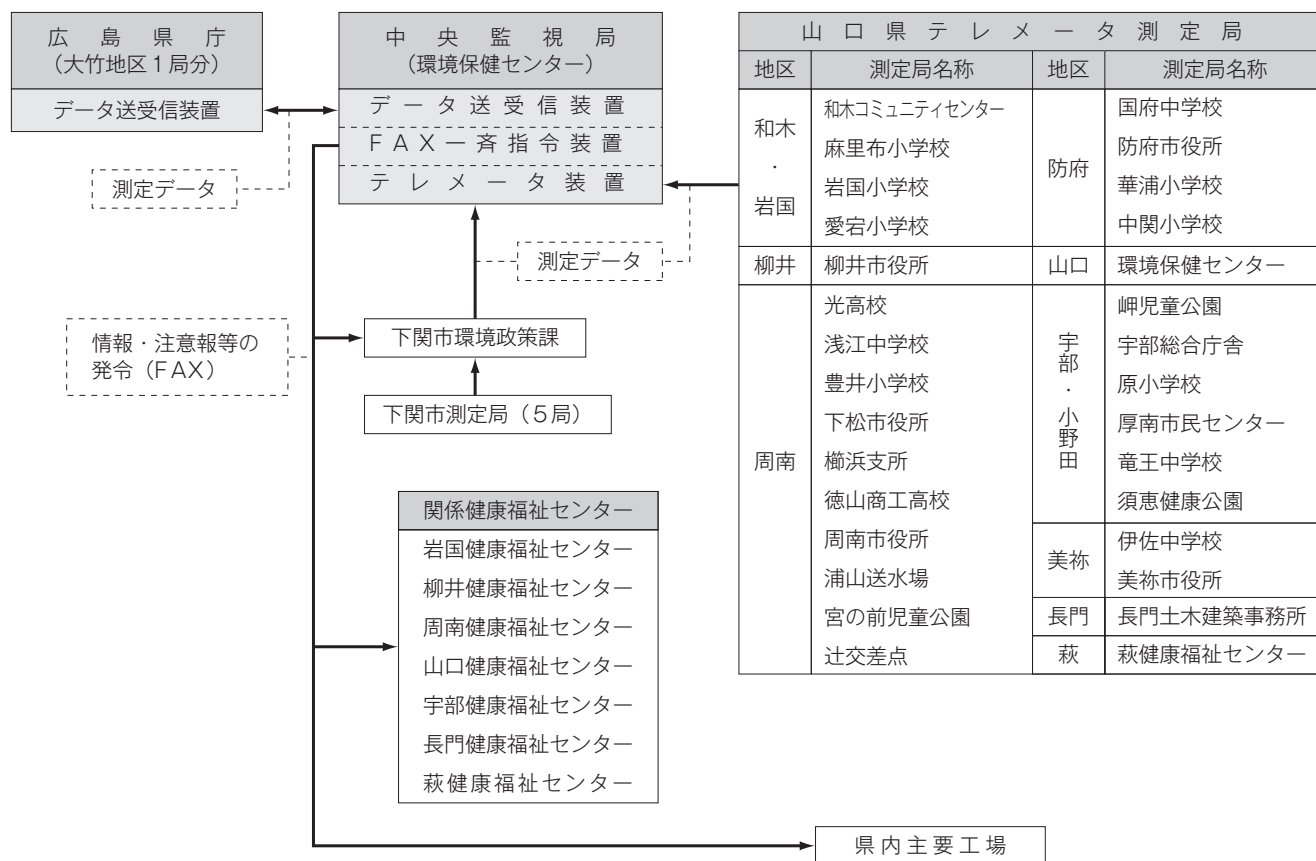 広島県庁
(大竹地区1局分)
データ送受信装置
測定データ
中央監視局
(環境保健センター)
データ送受信装置
FAX一斉指令装置
テレメータ装置
測定データ
情報・注意報等の
発令(FAX)
下関市環境政策課
下関市測定局(5局)
関係健康福祉センター
岩国健康福祉センター
柳井健康福祉センター
周南健康福祉センター
山口健康福祉センター
宇部健康福祉センター
長門健康福祉センター
萩健康福祉センター
県内主要工場
山口県テレメータ測定局
地区 測定局名称 地区 測定局名称
和木・岩国
和木コミュニティセンター
麻里布小学校
岩国小学校
愛宕小学校
柳井 柳井市役所
周南
光高校
浅江中学校
豊井小学校
下松市役所
櫛浜支所
徳山商工高校
周南市役所
浦山送水場
宮の前児童公園
辻交差点
防府
国府中学校
防府市役所
華浦小学校
中関小学校
山口 環境保健センター
宇部・小野田
岬児童公園
宇部総合庁舎
原小学校
厚南市民センター
竜王中学校
須恵健康公園
美祢
伊佐中学校
美祢市役所
長門 長門土木建築事務所
萩 萩健康福祉センター